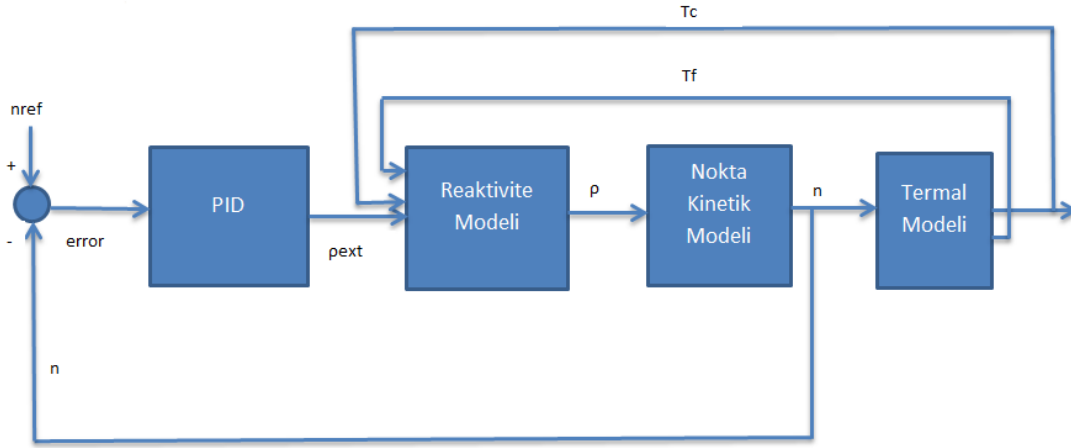 Tc
Tf
nref
+
PID
Reaktivite
Modeli
ρ
Nokta
Kinetik
Modeli
n
Termal
Modeli
-
error
ρext
n